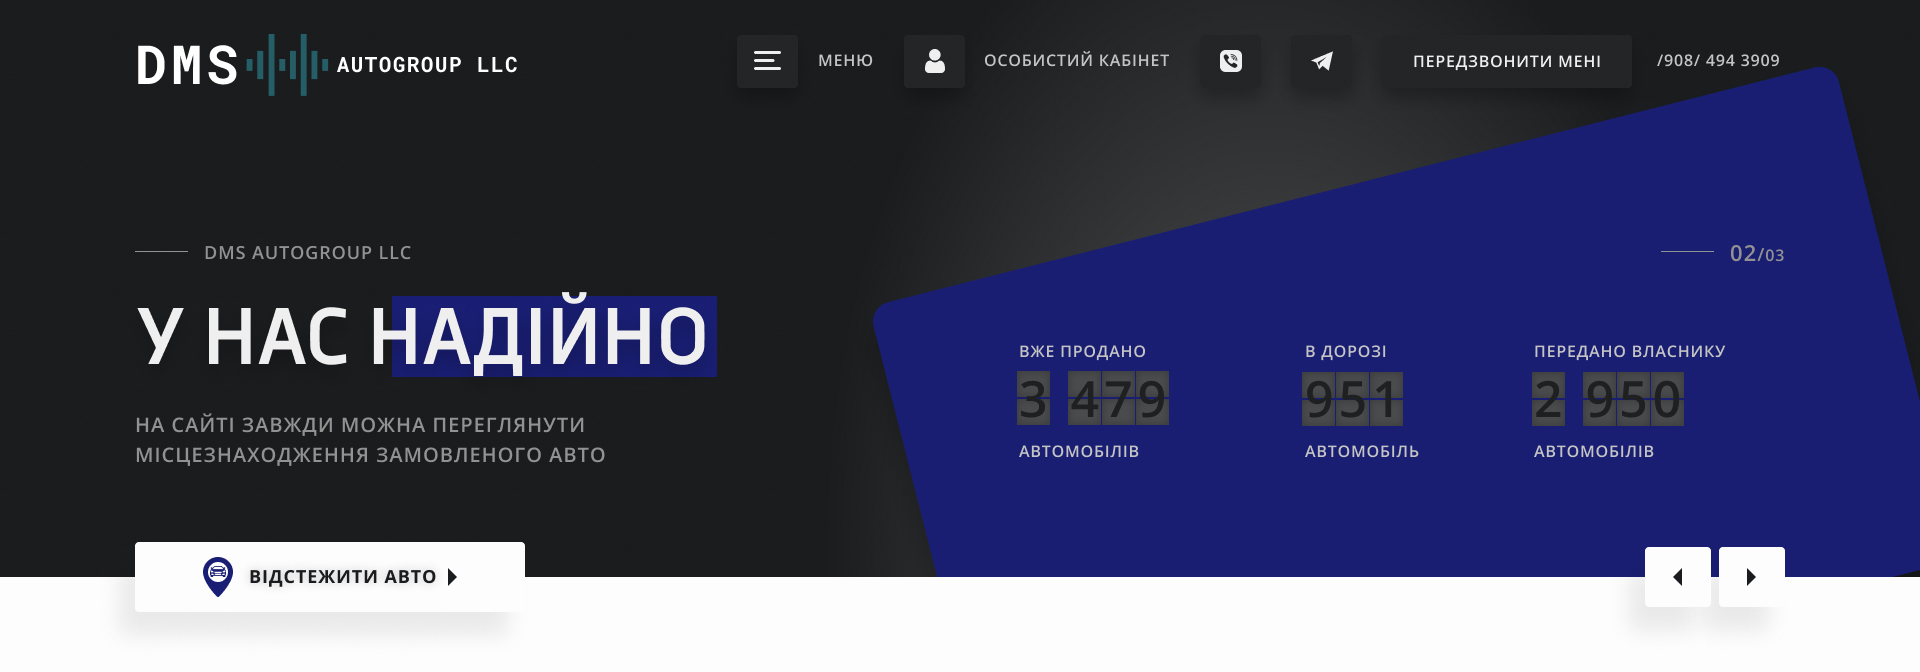 DMS AUTOGROUP LLC
МЕНЮ
ОСОБИСТИЙ КАБІНЕТ
ПЕРЕДЗВОНИТИ МЕНІ
/908/ 494 3909
DMS AUTOGROUP LLC
У НАС НАДІЙНО
НА САЙТІ ЗАВЖДИ МОЖНА ПЕРЕГЛЯНУТИ
МІСЦЕЗНАХОДЖЕННЯ ЗАМОВЛЕНОГО АВТО
ВІДСТЕЖИТИ АВТО
02/03
ВЖЕ ПРОДАНО
3 479
АВТОМОБІЛІВ
В ДОРОЗІ
951
АВТОМОБІЛЬ
ПЕРЕДАНО ВЛАСНИКУ
2 950
АВТОМОБІЛІВ